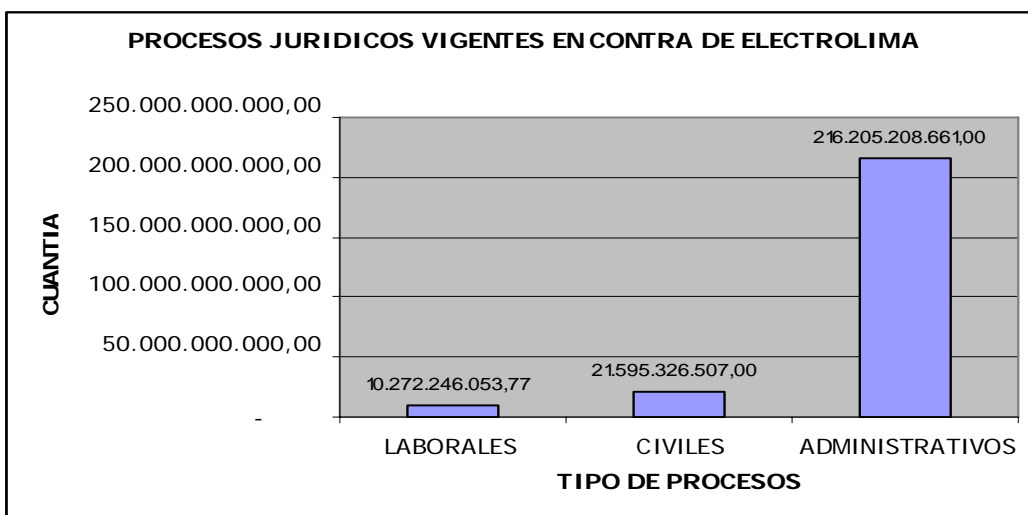 PROCESOS JURIDICOS VIGENTES EN CONTRA DE ELECTROLIMA
250.000.000.000,00
200.000.000.000,00
150.000.000.000,00
100.000.000.000,00
50.000.000.000,00
-
CUANTIA
216.205.208.661,00
21.595.326.507,00
10.272.246.053,77
LABORALES CIVILES ADMINISTRATIVOS
TIPO DE PROCESOS